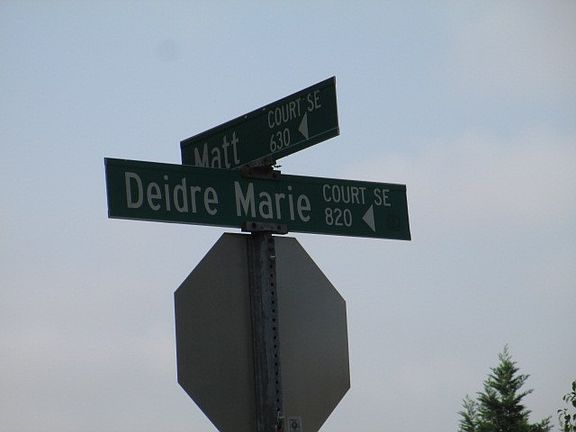 Matt COURT SE
630
Deidre Marie COURT SE
820